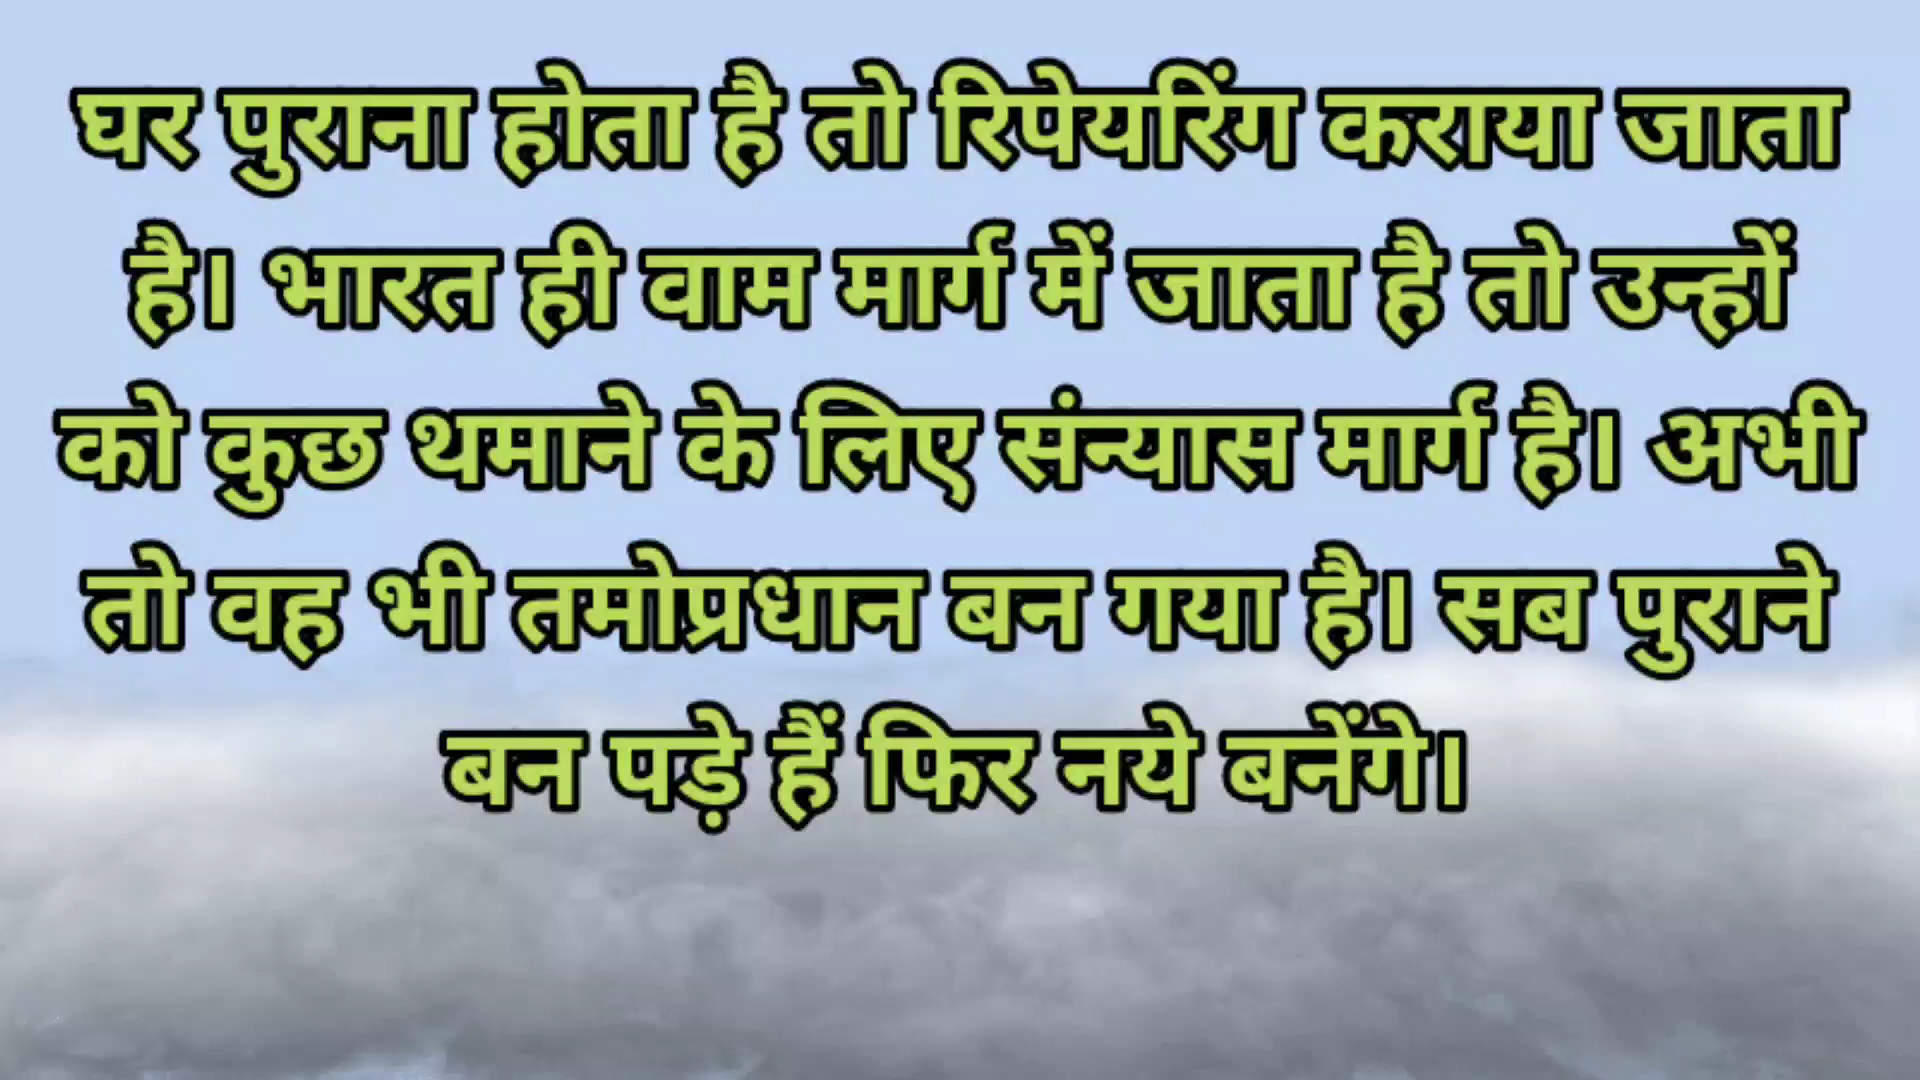 घर पुराना होता है तो रिपेयरिंग कराया जाता
है। भारत ही वाम मार्ग में जाता है तो उन्हों
को कुछ थमाने के लिए संन्यास मार्ग है। अभी
तो वह भी तमोप्रधान बन गया है। सब पुराने
बन पड़े हैं फिर नये बनेंगे।